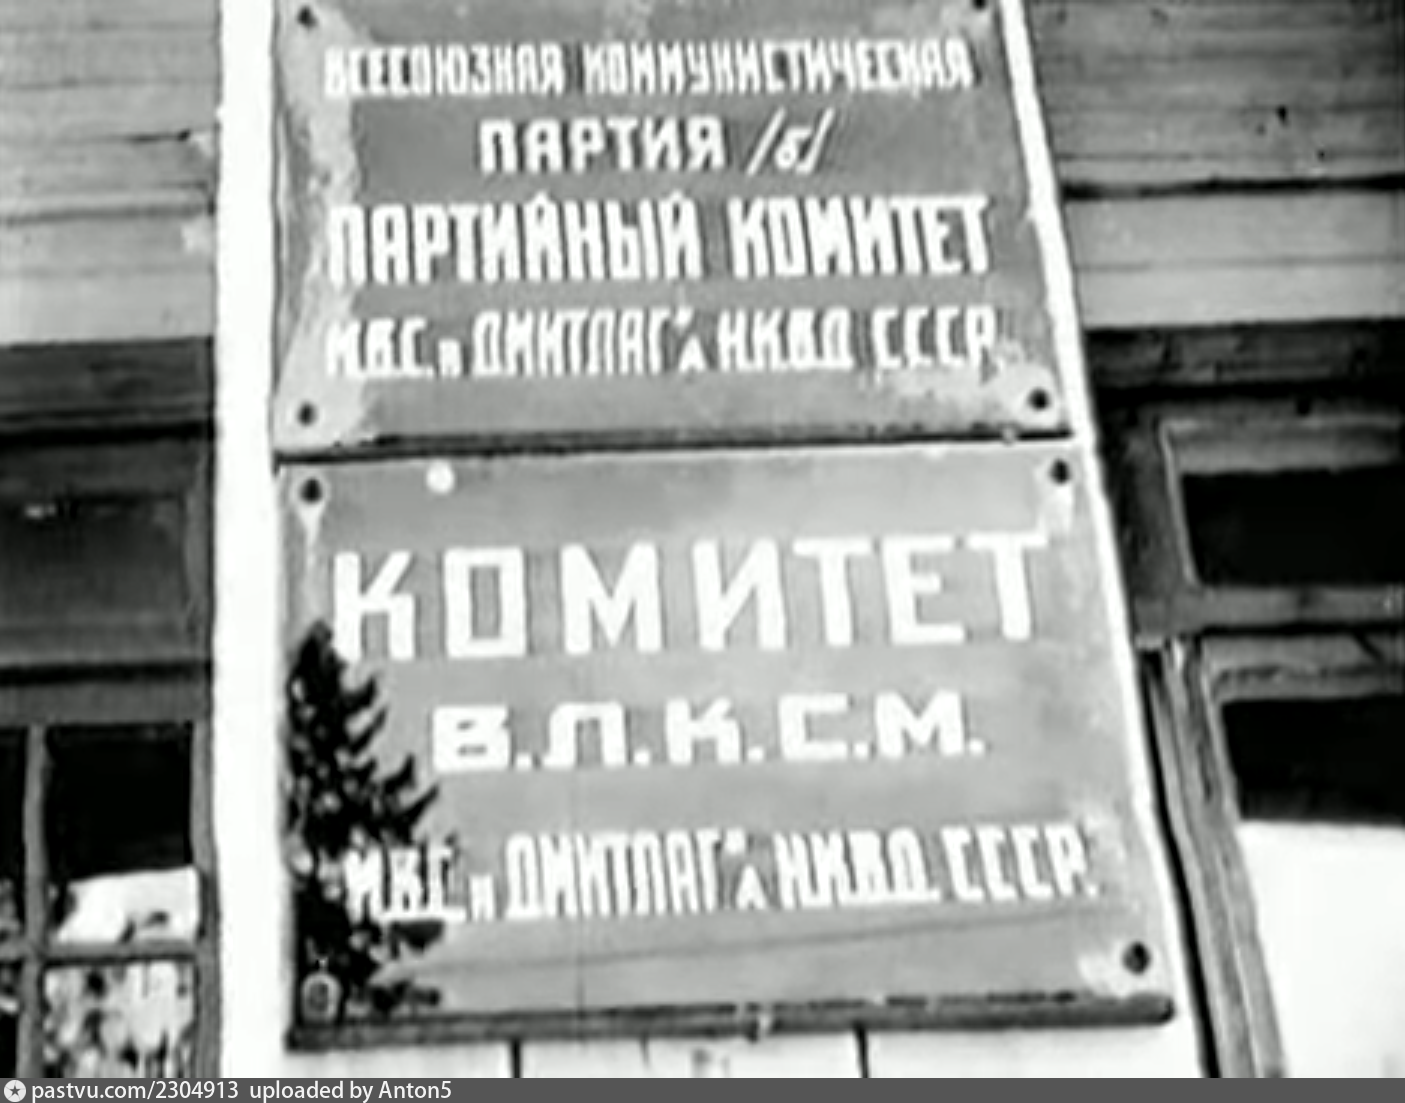 ВСЕСОЮЗНАЯ КОММУНИСТИЧЕСКАЯ
ПАРТИЯ /б/
ПАРТИЙНЫЙ КОМИТЕТ
М.В.С. и ДМИТЛАГ"А Н.К.В.Д. С.С.С.Р.
КОМИТЕТ
В.Л.К.С.М.
М.В.С. и ДМИТЛАГ"А Н.К.В.Д. С.С.С.Р.
pastvu.com/2304913 uploaded by Anton5